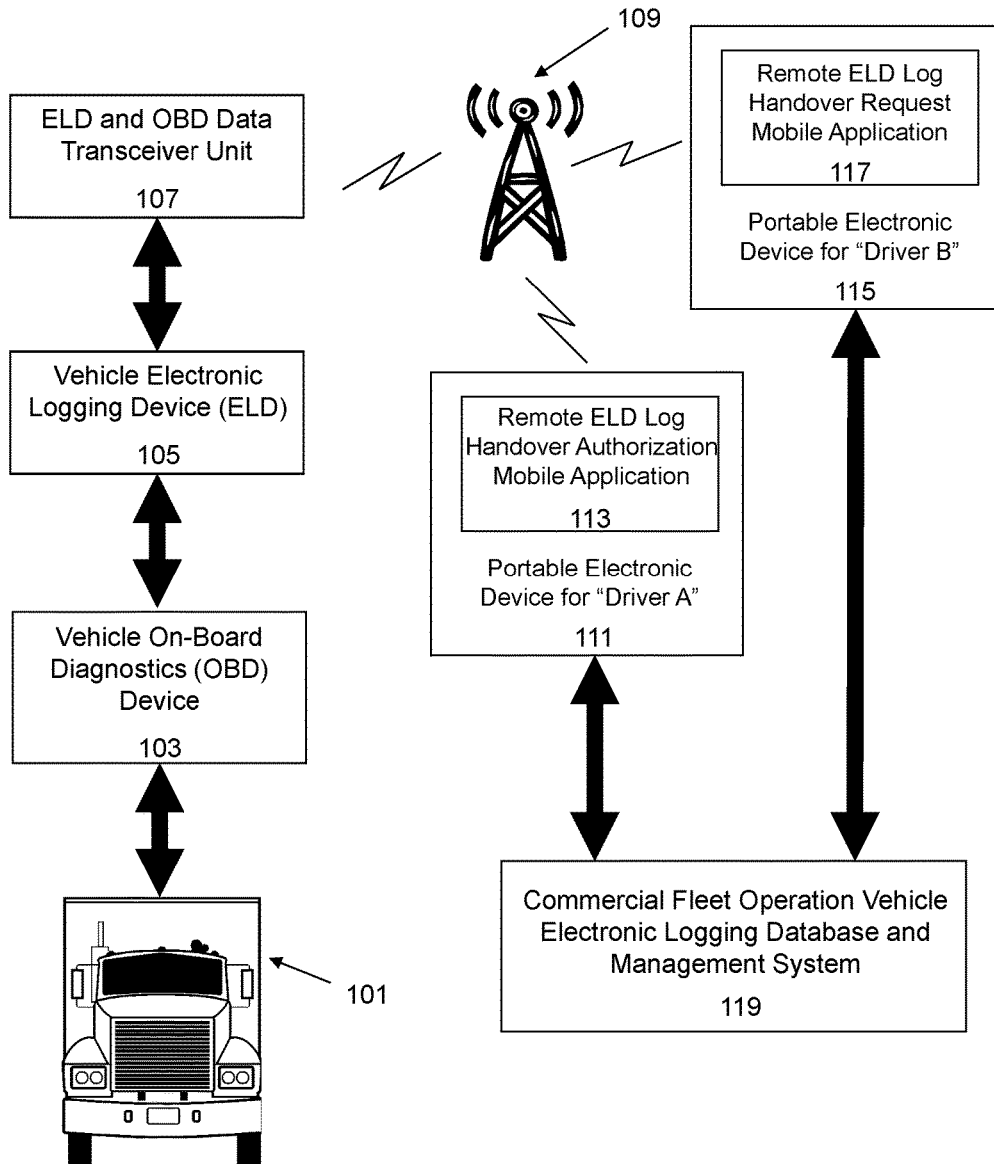 109
ELD and OBD Data
Transceiver Unit
107
Remote ELD Log
Handover Request
Mobile Application
117
Portable Electronic
Device for “Driver B”
115
Vehicle Electronic
Logging Device (ELD)
105
Remote ELD Log
Handover Authorization
Mobile Application
113
Portable Electronic
Device for “Driver A”
111
Vehicle On-Board
Diagnostics (OBD)
Device
103
101
Commercial Fleet Operation Vehicle
Electronic Logging Database and
Management System
119